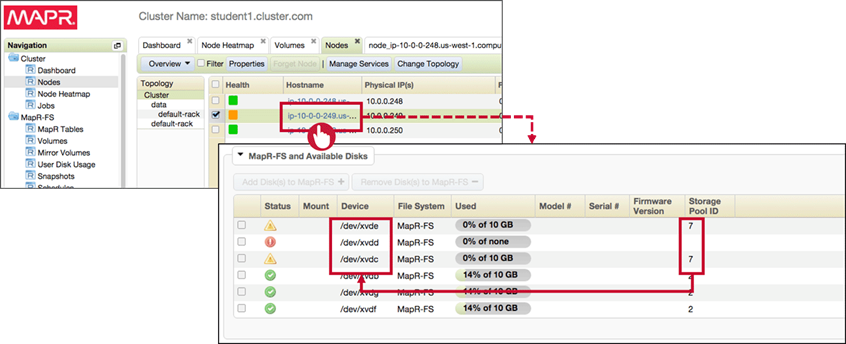 MAPR.
Cluster Name: student1.cluster.com
Navigation
Cluster
Dashboard
Nodes
Node Heatmap
Jobs
MapR-FS
MapR Tables
Volumes
Mirror Volumes
User Disk Usage
Snapshots
Schedules
Dashboard Node Heatmap Volumes Nodes node_ip-10-0-0-248.us-west-1.compu
Overview Filter Properties Forget Node Manage Services Change Topology
Topology
Cluster
data
default-rack
default-rack
Health Hostname Physical IP(s) F
ip-10-0-0-248.us-... 10.0.0.248
ip-10-0-0-249.us-... 10.0.0.249
10.0.0.250
MapR-FS and Available Disks
Add Disk(s) to MapR-FS Remove Disk(s) to MapR-FS
Status Mount Device File System Used Model # Serial # Firmware Version Storage Pool ID
/dev/xvde MapR-FS 0% of 10 GB 7
/dev/xvdd MapR-FS 0% of none
/dev/xvdc MapR-FS 0% of 10 GB 7
/dev/xvdb MapR-FS 14% of 10 GB 2
/dev/xvdg MapR-FS 14% of 10 GB 2
/dev/xvdf MapR-FS 14% of 10 GB 2